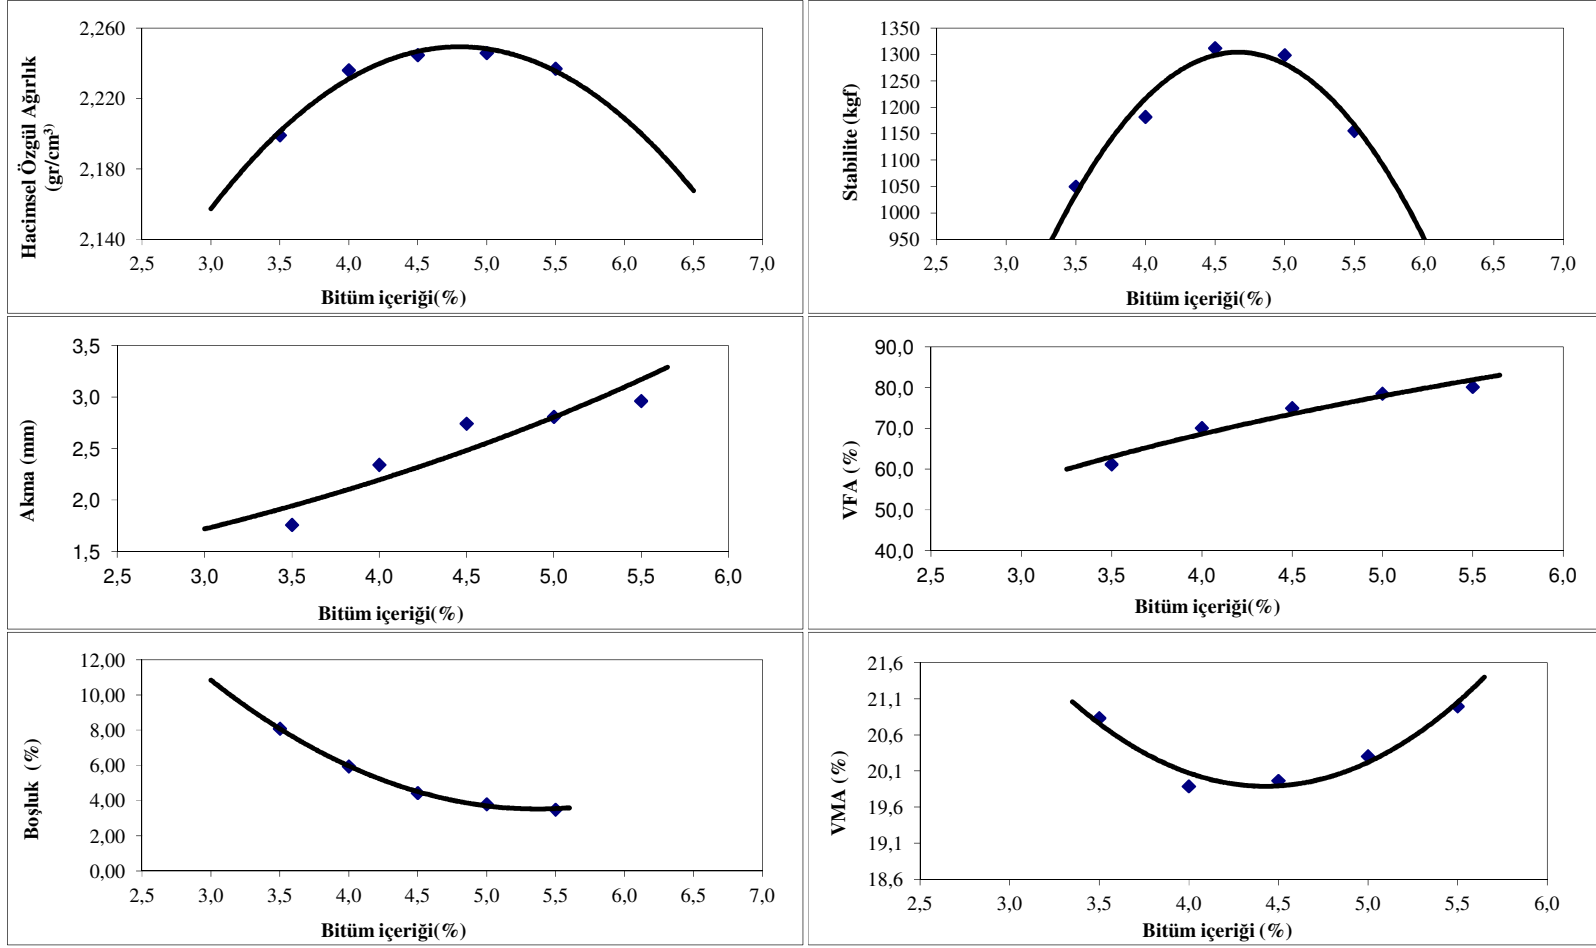 Hacimsel Özgül Ağırlık
(gr/cm³)
2,260
2,220
2,180
2,140
2,5 3,0 3,5 4,0 4,5 5,0 5,5 6,0 6,5 7,0
Bitüm içeriği(%)
Stabilite (kgf)
1350
1300
1250
1200
1150
1100
1050
1000
950
2,5 3,0 3,5 4,0 4,5 5,0 5,5 6,0 6,5 7,0
Bitüm içeriği(%)
Akma (mm)
3,5
3,0
2,5
2,0
1,5
2,5 3,0 3,5 4,0 4,5 5,0 5,5 6,0
Bitüm içeriği(%)
VFA (%)
90,0
80,0
70,0
60,0
50,0
40,0
2,5 3,0 3,5 4,0 4,5 5,0 5,5 6,0
Bitüm içeriği(%)
Boşluk (%)
12,00
10,00
8,00
6,00
4,00
2,00
0,00
2,5 3,0 3,5 4,0 4,5 5,0 5,5 6,0 6,5 7,0
Bitüm içeriği(%)
VMA (%)
21,6
21,1
20,6
20,1
19,6
19,1
18,6
2,5 3,0 3,5 4,0 4,5 5,0 5,5 6,0
Bitüm içeriği (%)